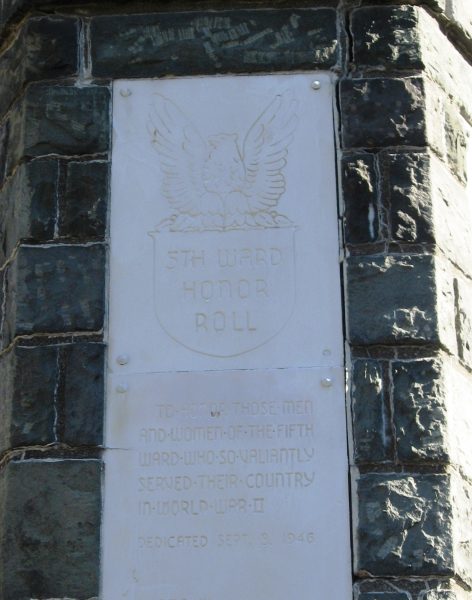 5TH WARD
HONOR
ROLL
TO·HONOR·THOSE·MEN
AND·WOMEN·OF·THE·FIFTH
WARD·WHO·SO·VALIANTLY
SERVED·THEIR·COUNTRY
IN·WORLD·WAR·II
DEDICATED SEPT. 8, 1946